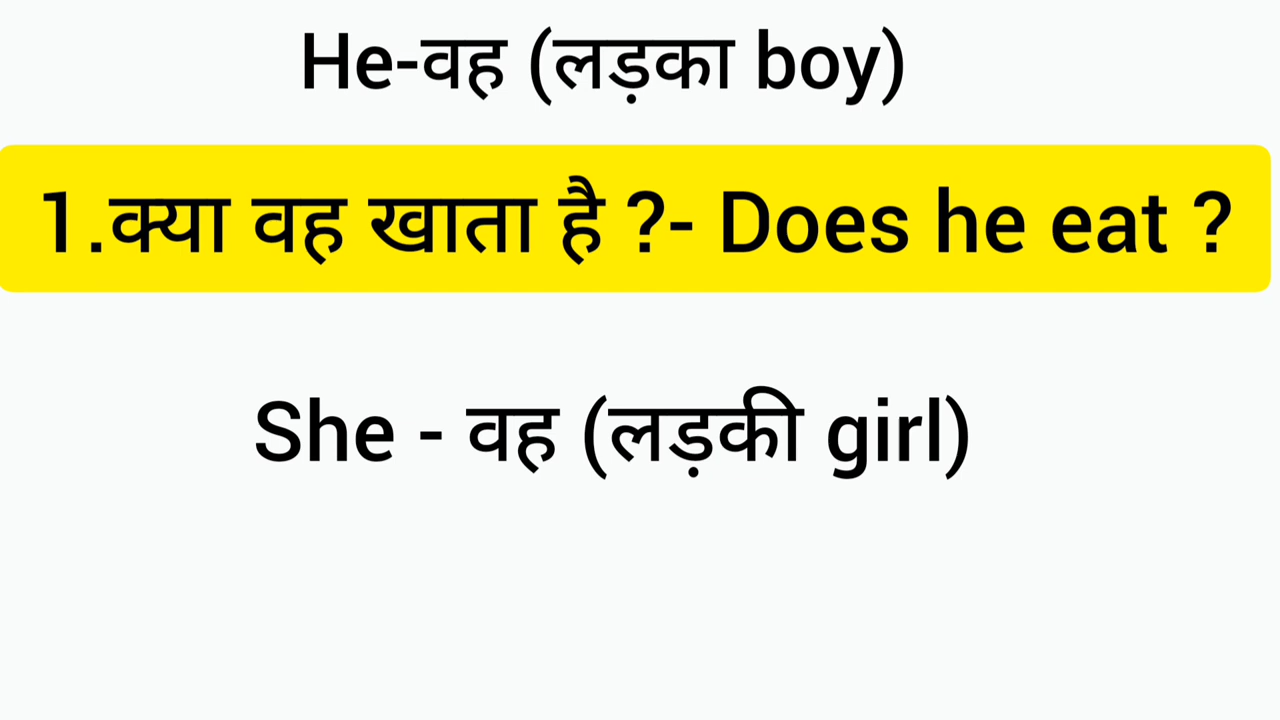 He-वह (लड़का boy)
1.क्या वह खाता है ?- Does he eat ?
She - वह (लड़की girl)